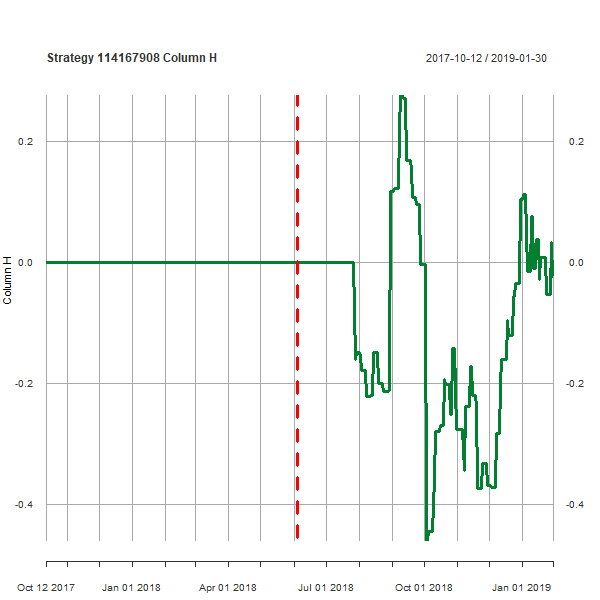 Strategy 114167908 Column H
2017-10-12 / 2019-01-30
0.2 0.2
0.0 0.0
Column H
-0.2 -0.2
-0.4 -0.4
Oct 12 2017 Jan 01 2018 Apr 01 2018 Jul 01 2018 Oct 01 2018 Jan 01 2019